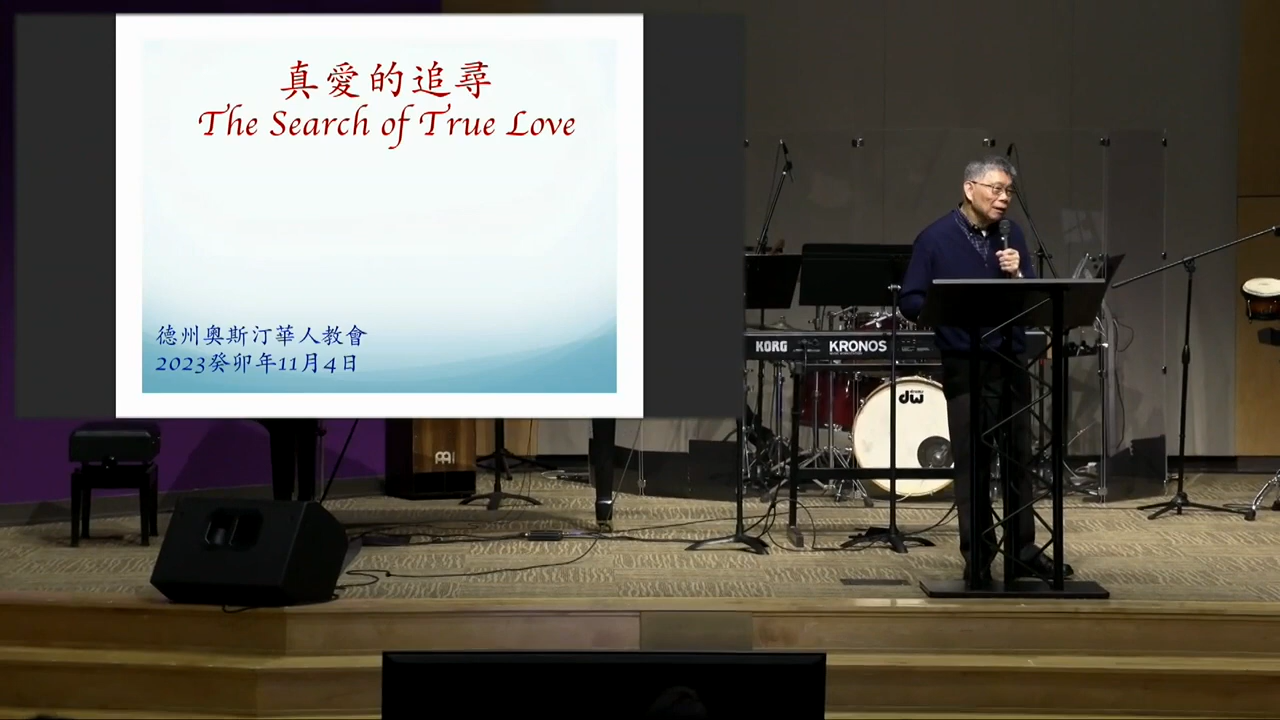 真愛的追尋
The Search of True Love
德州奧斯汀華人教會
2023癸卯年11月4日
KORG
KRONOS
dw